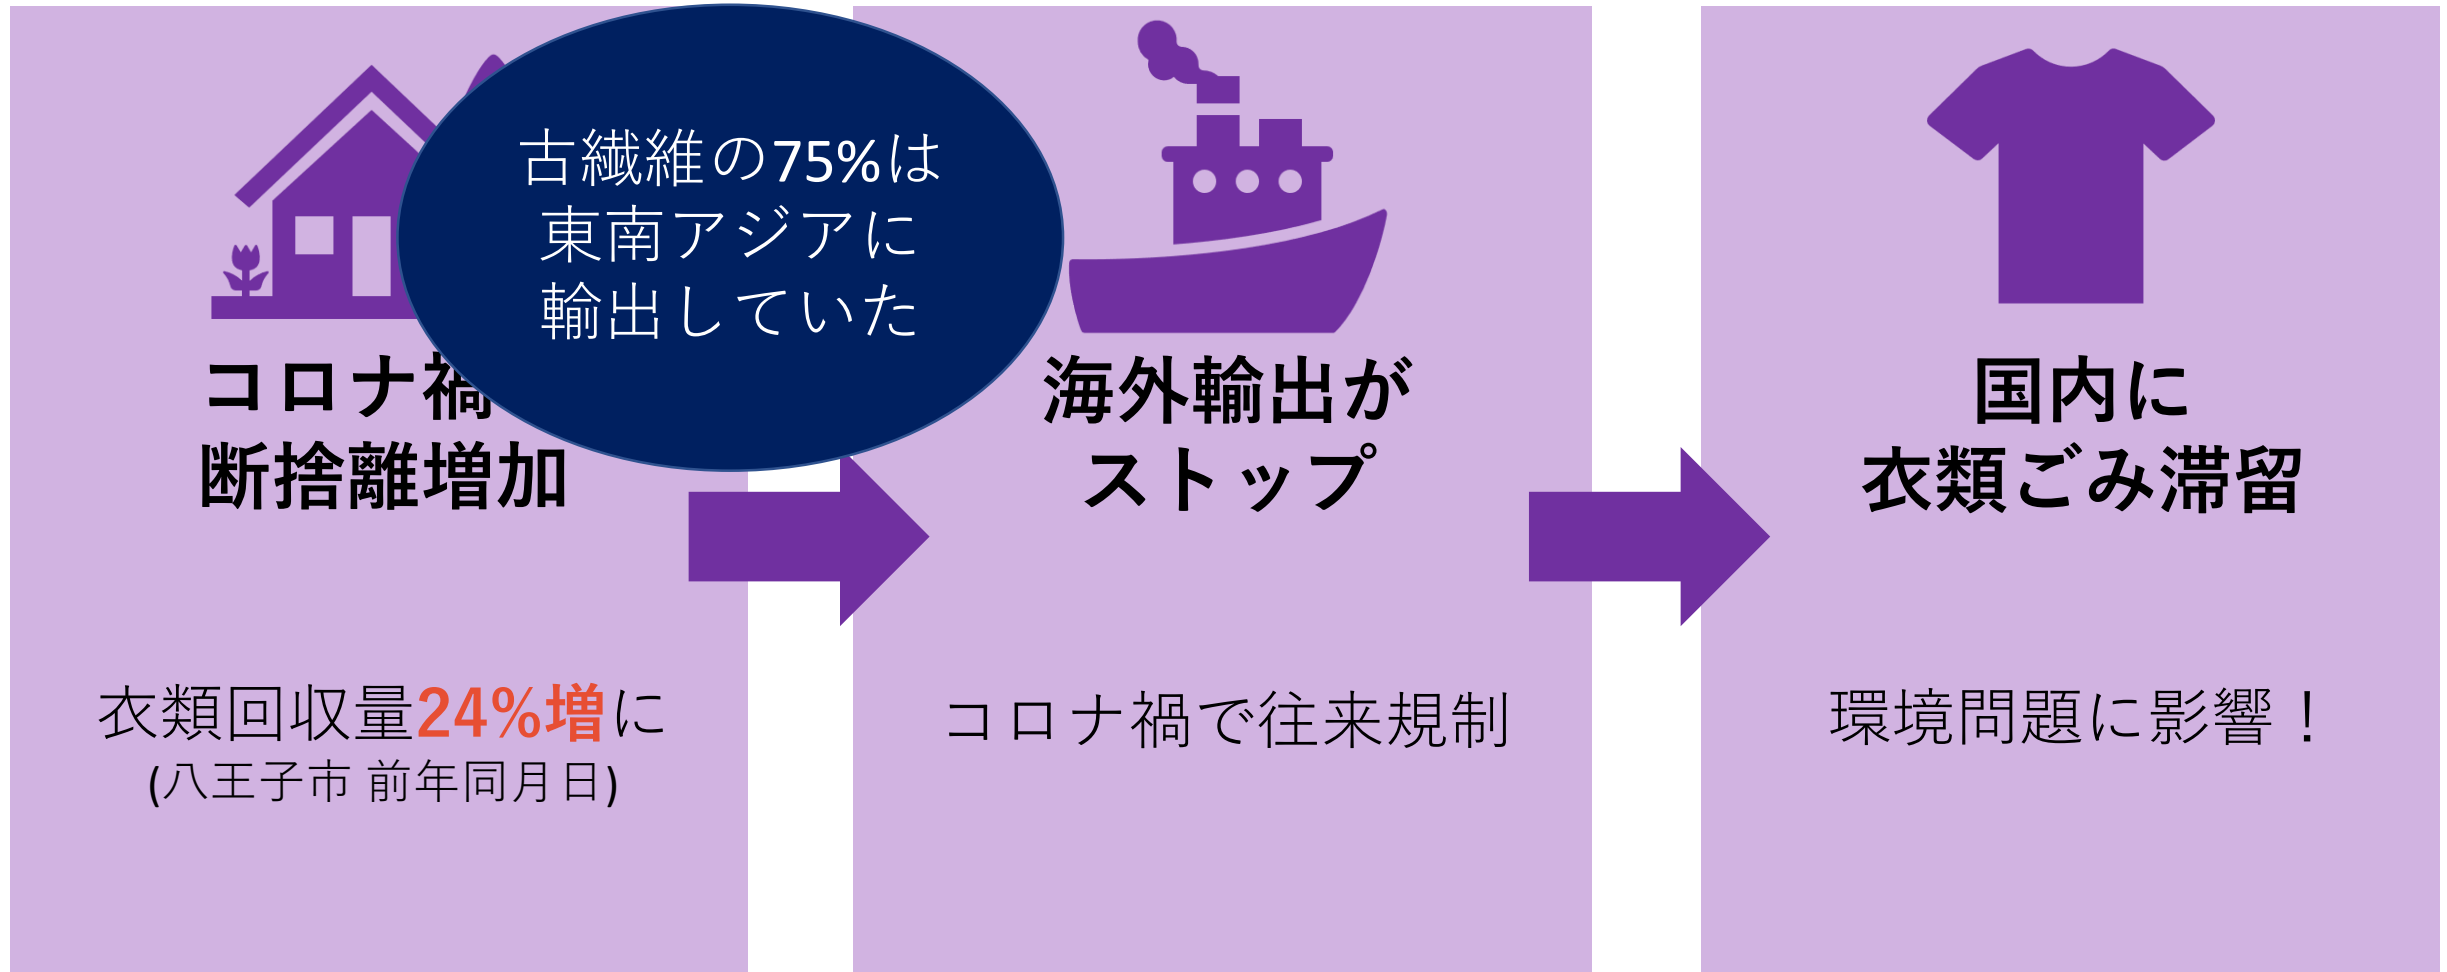 古繊維の75%は
東南アジアに
輸出していた
コロナ禍
断捨離増加
衣類回収量24%増に
(八王子市 前年同月日)
海外輸出が
ストップ
コロナ禍で往来規制
国内に
衣類ごみ滞留
環境問題に影響！